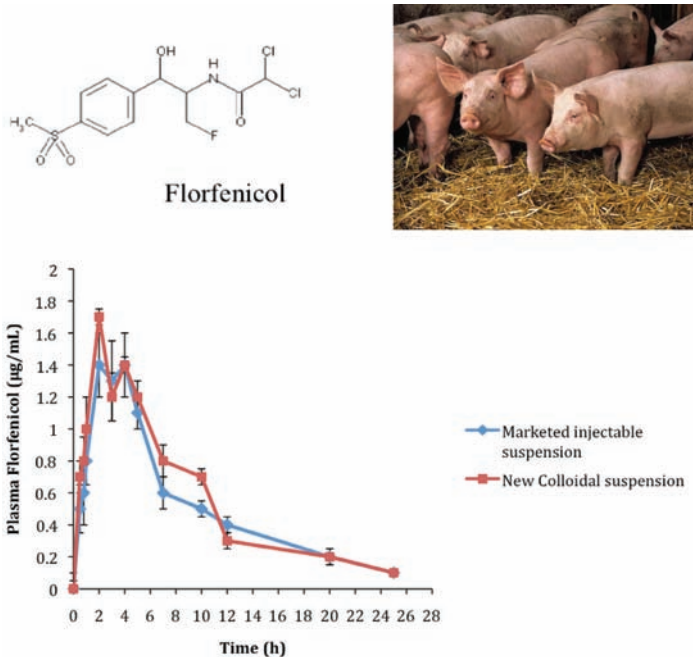 OH
H
N
Cl
Cl
O
F
H₃C
S
O
O
Florfenicol
Plasma Florfenicol (µg/mL)
2
1.8
1.6
1.4
1.2
1
0.8
0.6
0.4
0.2
0
0 2 4 6 8 10 12 14 16 18 20 22 24 26 28
Time (h)
Marketed injectable
suspension
New Colloidal suspension